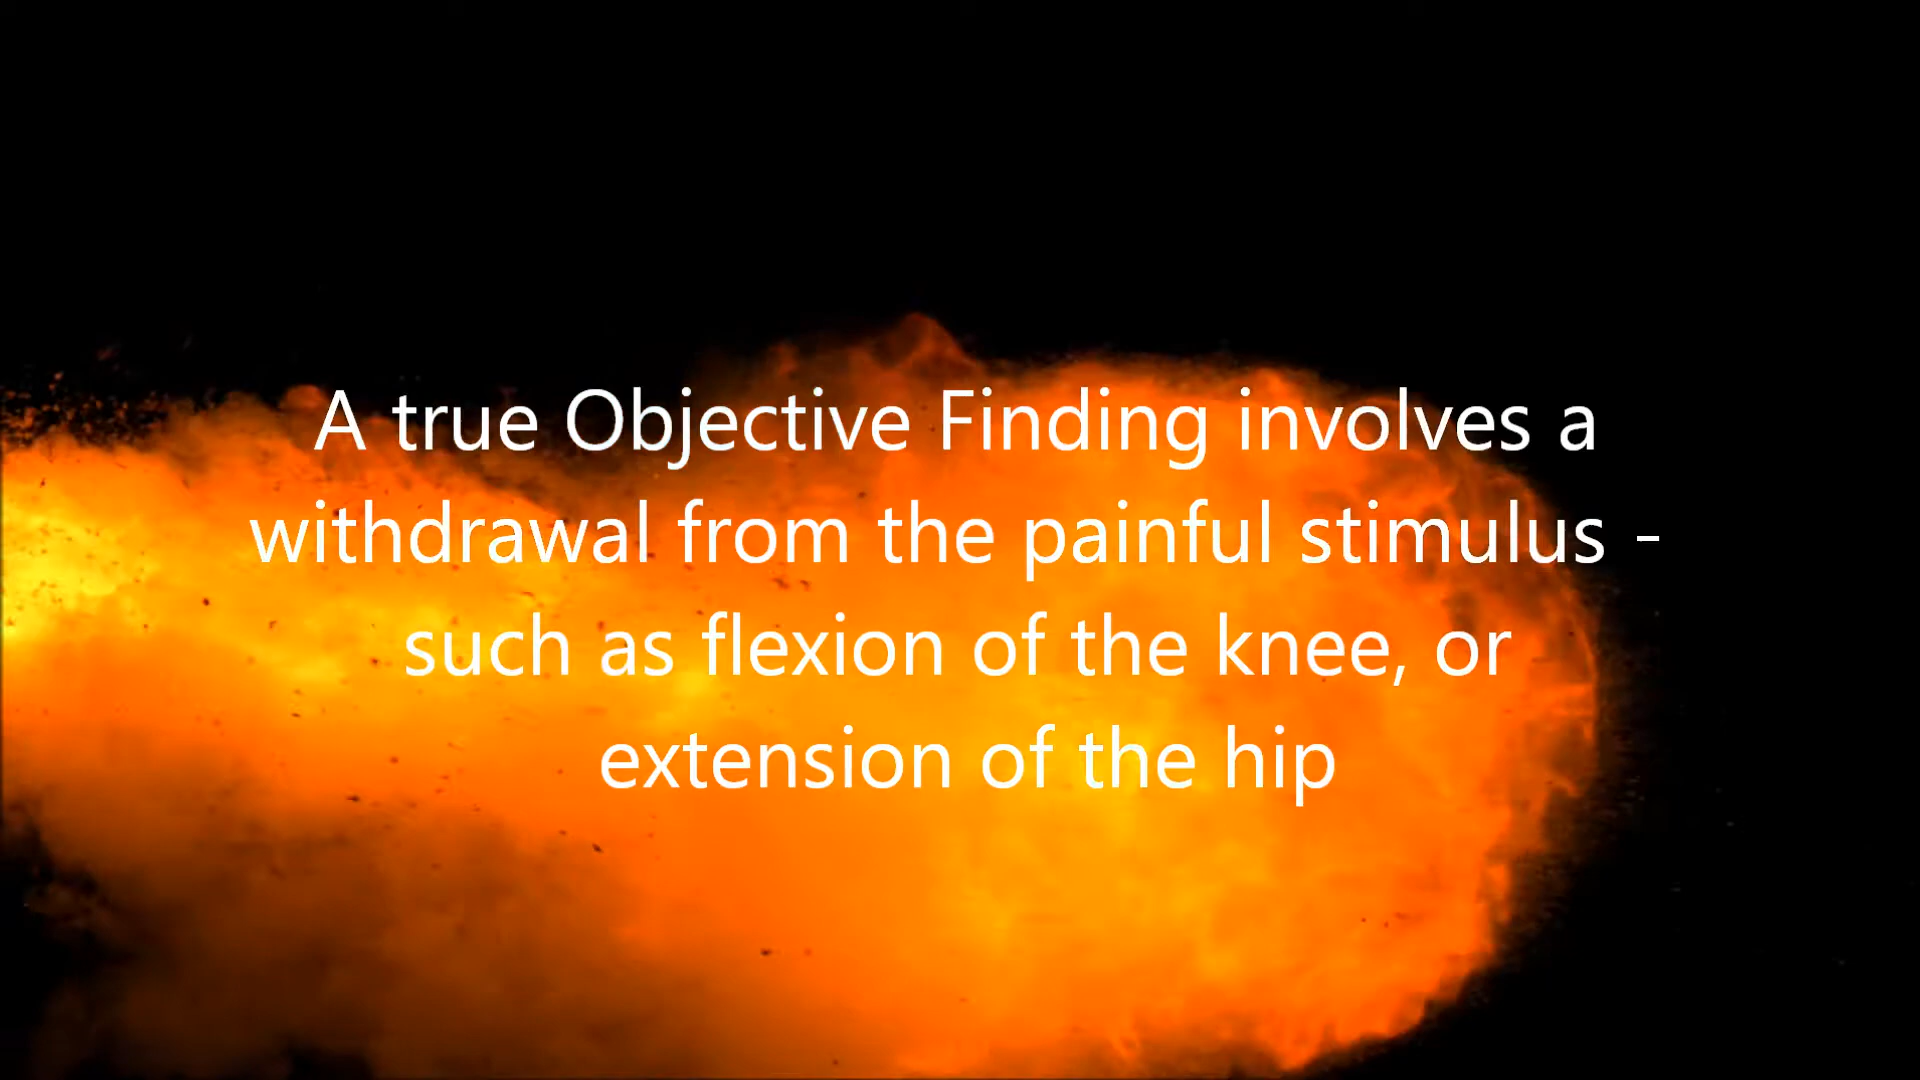 A true Objective Finding involves a
withdrawal from the painful stimulus -
such as flexion of the knee, or
extension of the hip